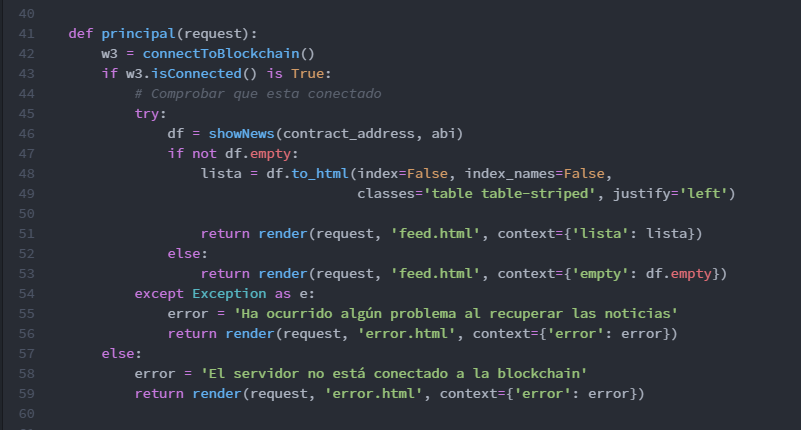 40
41 def principal(request):
42 w3 = connectToBlockchain()
43 if w3.isConnected() is True:
44 # Comprobar que esta conectado
45 try:
46 df = showNews(contract_address, abi)
47 if not df.empty:
48 lista = df.to_html(index=False, index_names=False,
49 classes='table table-striped', justify='left')
50
51 return render(request, 'feed.html', context={'lista': lista})
52 else:
53 return render(request, 'feed.html', context={'empty': df.empty})
54 except Exception as e:
55 error = 'Ha ocurrido algún problema al recuperar las noticias'
56 return render(request, 'error.html', context={'error': error})
57 else:
58 error = 'El servidor no está conectado a la blockchain'
59 return render(request, 'error.html', context={'error': error})
60